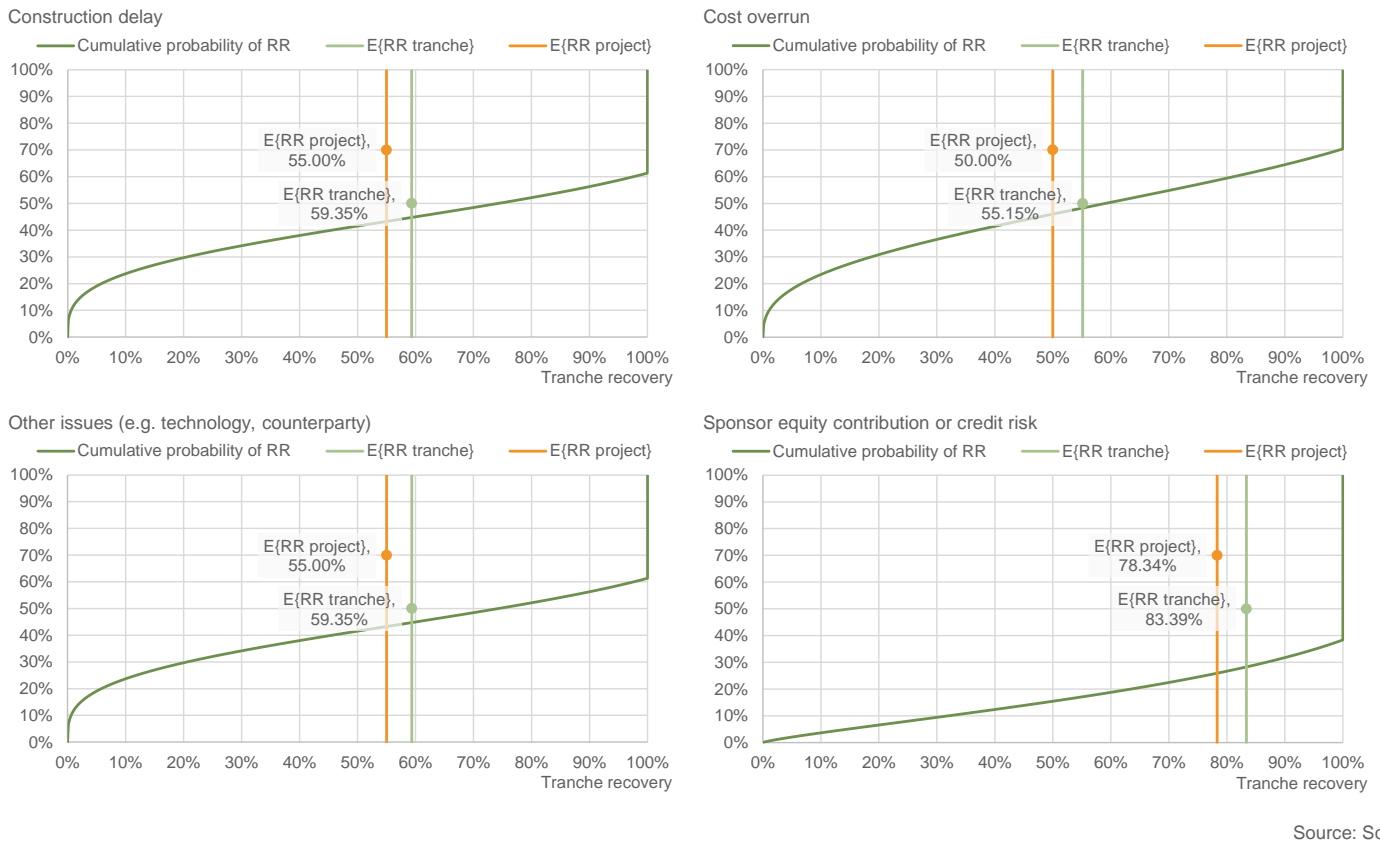 Construction delay
Cumulative probability of RR E{RR tranche} E{RR project}
100%
90%
80%
70%
60%
50%
40%
30%
20%
10%
0%
E{RR project},
55.00%
E{RR tranche},
59.35%
0% 10% 20% 30% 40% 50% 60% 70% 80% 90% 100%
Tranche recovery
Cost overrun
Cumulative probability of RR E{RR tranche} E{RR project}
100%
90%
80%
70%
60%
50%
40%
30%
20%
10%
0%
E{RR project},
50.00%
E{RR tranche},
55.15%
0% 10% 20% 30% 40% 50% 60% 70% 80% 90% 100%
Tranche recovery
Other issues (e.g. technology, counterparty)
Cumulative probability of RR E{RR tranche} E{RR project}
100%
90%
80%
70%
60%
50%
40%
30%
20%
10%
0%
E{RR project},
55.00%
E{RR tranche},
59.35%
0% 10% 20% 30% 40% 50% 60% 70% 80% 90% 100%
Tranche recovery
Sponsor equity contribution or credit risk
Cumulative probability of RR E{RR tranche} E{RR project}
100%
90%
80%
70%
60%
50%
40%
30%
20%
10%
0%
E{RR project},
78.34%
E{RR tranche},
83.39%
0% 10% 20% 30% 40% 50% 60% 70% 80% 90% 100%
Tranche recovery
Source: